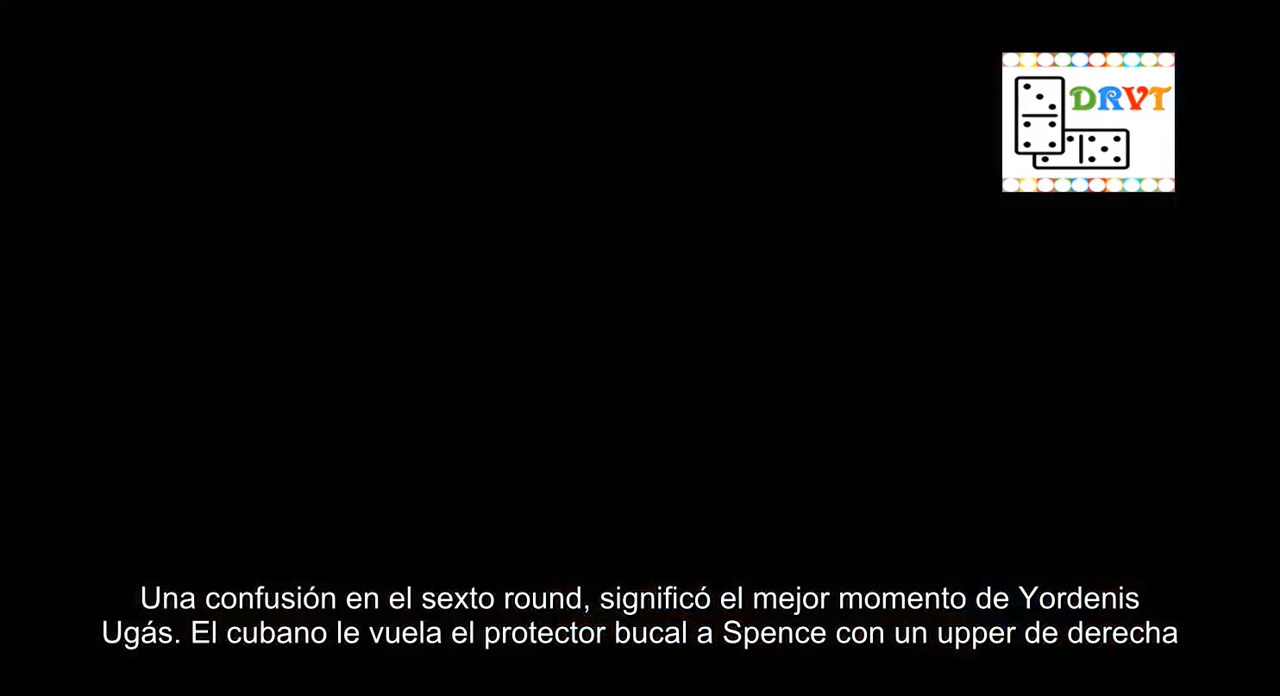 DRVT
Una confusión en el sexto round, significó el mejor momento de Yordenis
Ugás. El cubano le vuela el protector bucal a Spence con un upper de derecha